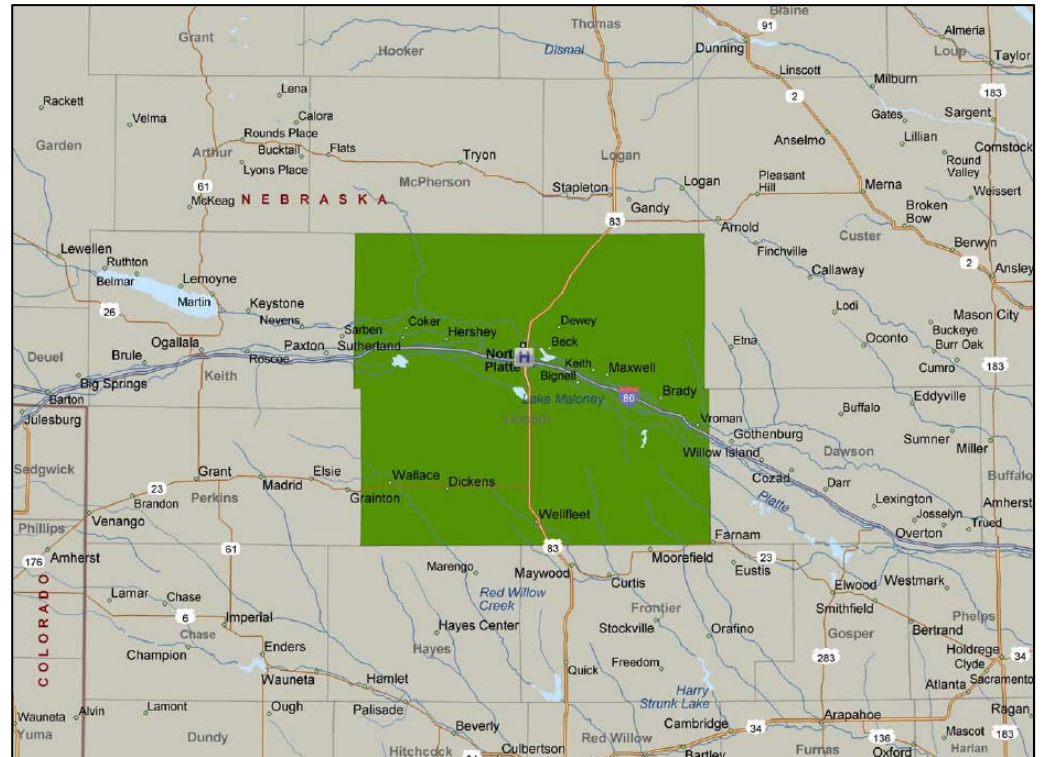 Blaine
Thomas
91
Almeria
Grant
Hooker
Dismal
Dunning
Loup
Taylor
Linscott
Milburn
Lena
183
Rackett
2
Velma
Calora
Gates
Sargent
Garden
Rounds Place
Anselmo
Lillian
Arthur
Bucktail
Flats
Logan
Comstock
83
Lyons Place
Tryon
Round
Valley
McPherson
Pleasant
Hill
61
Stapleton
Logan
Merna
Weissert
McKeag
NEBRASKA
Gandy
83
Broken
Bow
Arnold
Custer
Lewellen
Finchville
Berwyn
Ruthton
2
Belmar
Lemoyne
Callaway
Ansley
Martin
Keystone
Lodi
26
Nevens
Coker
Dewey
Mason City
Sarben
Hershey
Beck
Etna
Buckeye
Deuel
Ogallala
Paxton
Sutherland
Nort
Platte
H
Oconto
Burr Oak
Brule
Roscoe
Keith
Maxwell
Cumro
183
Big Springs
Keith
Bignell
Barton
Lake Maloney
80
Brady
Eddyville
Julesburg
Lincoln
Vroman
Buffalo
Gothenburg
Sumner
Miller
Willow Island
Dawson
Sedgwick
Grant
Elsie
Wallace
Cozad
Darr
Buffalo
23
Madrid
Dickens
Platte
Brandon
Perkins
Grainton
Lexington
Amherst
Phillips
Venango
Wellfleet
Josselyn
Trued
Overton
61
83
Farnam
176
Amherst
Marengo
Maywood
Moorefield
23
Curtis
Eustis
Elwood
Westmark
Lamar
Chase
Red Willow
Creek
Smithfield
6
Imperial
Frontier
Phelps
Chase
Hayes Center
Stockville
Orafino
Gosper
Bertrand
Champion
Enders
Hayes
Holdrege
34
COLORADO
Wauneta
Quick
Freedom
283
Clyde
Hamlet
Atlanta
Sacramento
Harry
Strunk Lake
Wauneta
Alvin
Lamont
Ough
Palisade
Arapahoe
Ragan
Yuma
Beverly
Cambridge
34
Dundy
136
Mascot
183
Red Willow
Hitchcock
Culbertson
Bartley
Furnas
Oxford
Harlan